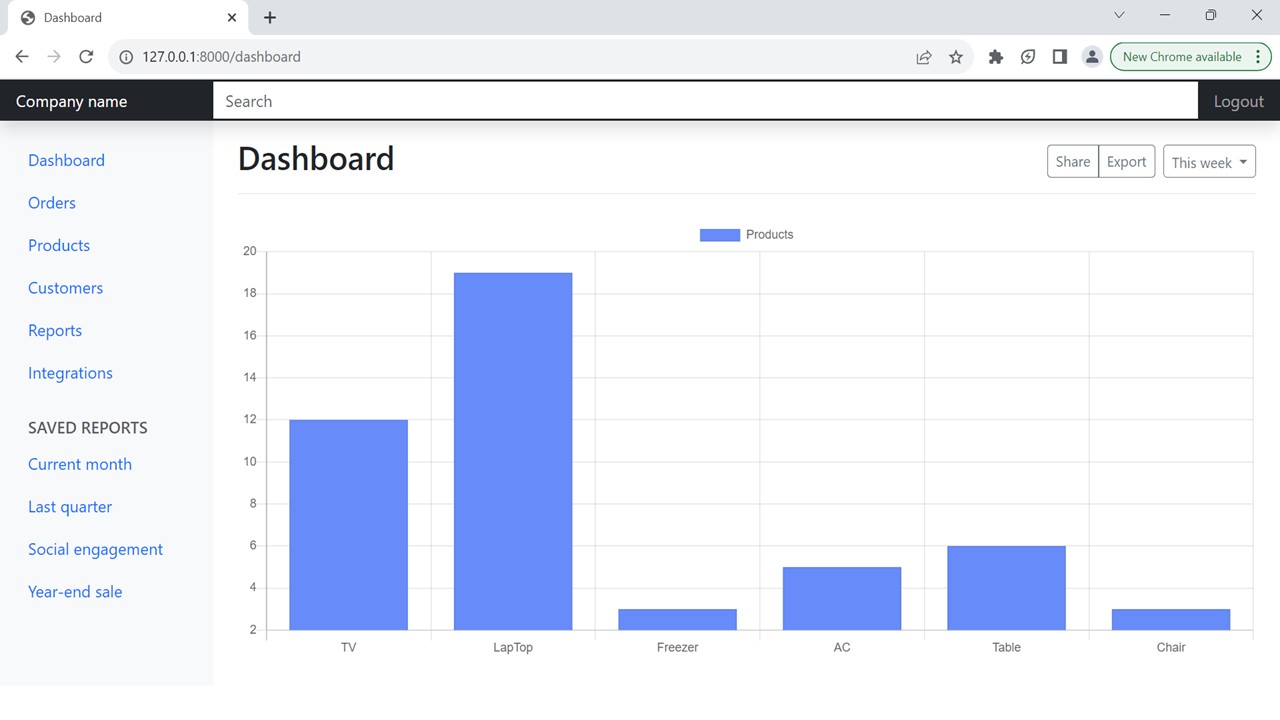 Dashboard
127.0.0.1:8000/dashboard
New Chrome available
Company name
Search
Logout
Dashboard
Orders
Products
Customers
Reports
Integrations
SAVED REPORTS
Current month
Last quarter
Social engagement
Year-end sale
Dashboard
Share
Export
This week
Products
20
18
16
14
12
10
8
6
4
2
TV
LapTop
Freezer
AC
Table
Chair